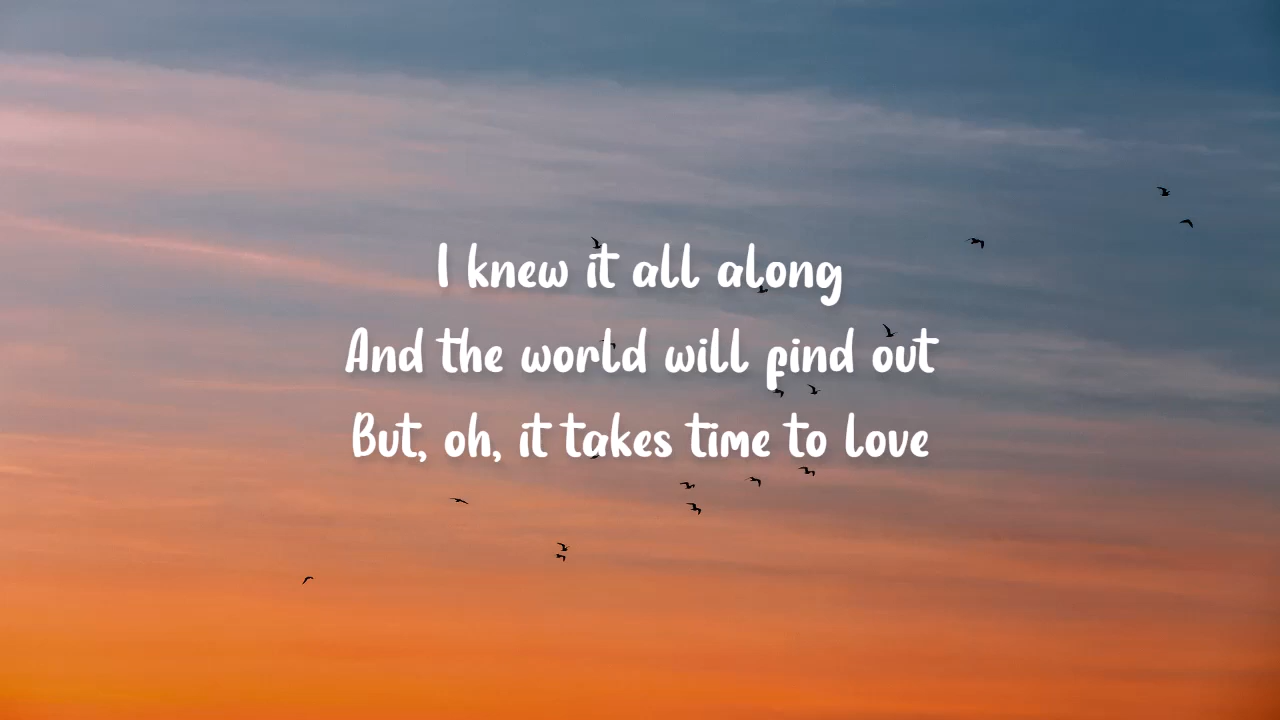 I knew it all along
And the world will find out
But, oh, it takes time to love